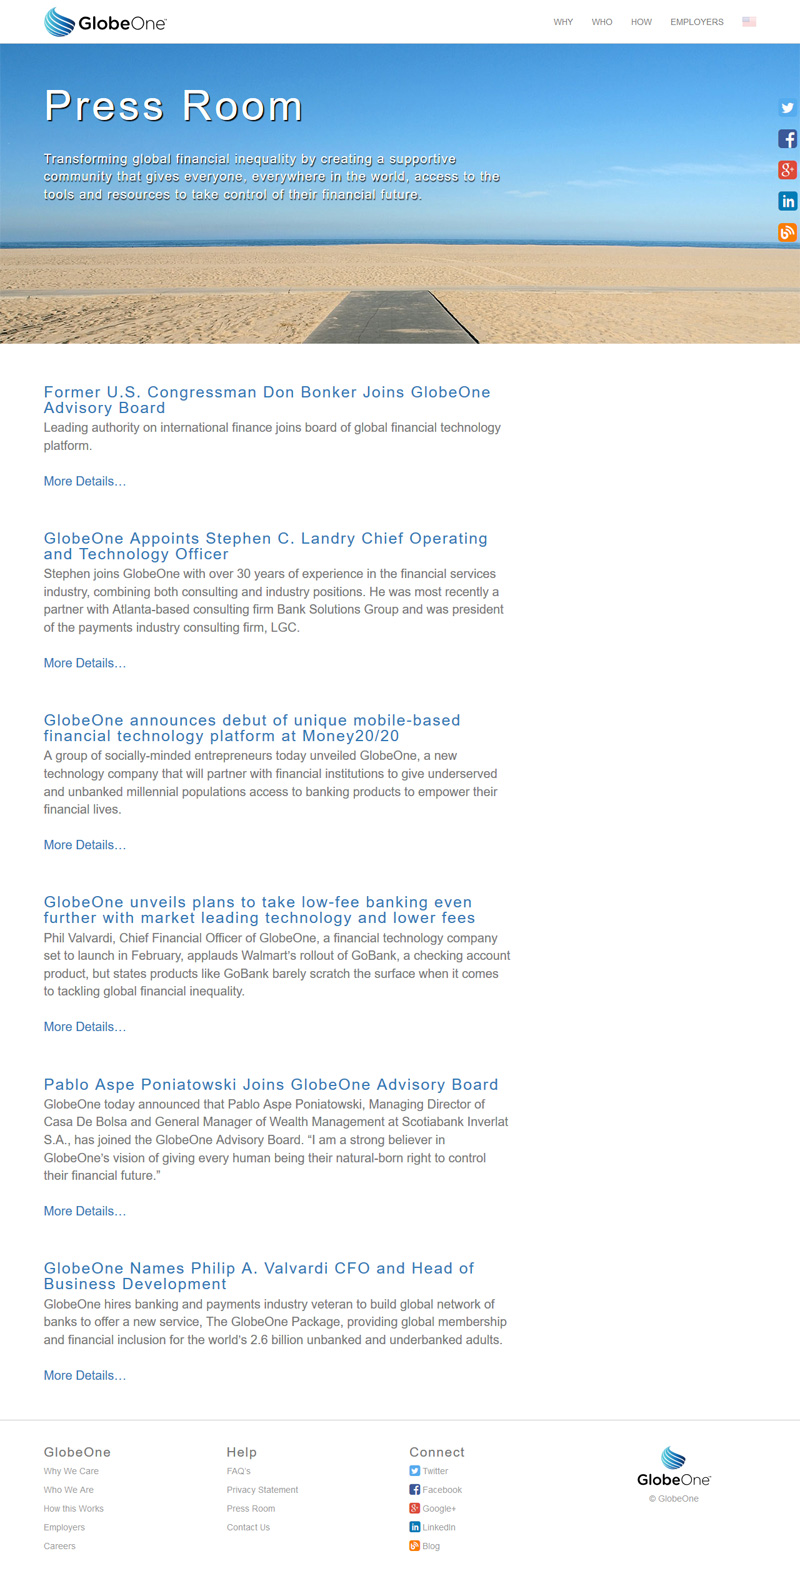 GlobeOne™
WHY WHO HOW EMPLOYERS
Press Room
Transforming global financial inequality by creating a supportive
community that gives everyone, everywhere in the world, access to the
tools and resources to take control of their financial future.
Former U.S. Congressman Don Bonker Joins GlobeOne
Advisory Board
Leading authority on international finance joins board of global financial technology
platform.
More Details…
GlobeOne Appoints Stephen C. Landry Chief Operating
and Technology Officer
Stephen joins GlobeOne with over 30 years of experience in the financial services
industry, combining both consulting and industry positions. He was most recently a
partner with Atlanta-based consulting firm Bank Solutions Group and was president
of the payments industry consulting firm, LGC.
More Details…
GlobeOne announces debut of unique mobile-based
financial technology platform at Money20/20
A group of socially-minded entrepreneurs today unveiled GlobeOne, a new
technology company that will partner with financial institutions to give underserved
and unbanked millennial populations access to banking products to empower their
financial lives.
More Details…
GlobeOne unveils plans to take low-fee banking even
further with market leading technology and lower fees
Phil Valvardi, Chief Financial Officer of GlobeOne, a financial technology company
set to launch in February, applauds Walmart's rollout of GoBank, a checking account
product, but states products like GoBank barely scratch the surface when it comes
to tackling global financial inequality.
More Details…
Pablo Aspe Poniatowski Joins GlobeOne Advisory Board
GlobeOne today announced that Pablo Aspe Poniatowski, Managing Director of
Casa De Bolsa and General Manager of Wealth Management at Scotiabank Inverlat
S.A., has joined the GlobeOne Advisory Board. “I am a strong believer in
GlobeOne's vision of giving every human being their natural-born right to control
their financial future.”
More Details…
GlobeOne Names Philip A. Valvardi CFO and Head of
Business Development
GlobeOne hires banking and payments industry veteran to build global network of
banks to offer a new service, The GlobeOne Package, providing global membership
and financial inclusion for the world's 2.6 billion unbanked and underbanked adults.
More Details…
GlobeOne
Why We Care
Who We Are
How this Works
Employers
Careers
Help
FAQ's
Privacy Statement
Press Room
Contact Us
Connect
Twitter
Facebook
Google+
LinkedIn
Blog
GlobeOne™
© GlobeOne